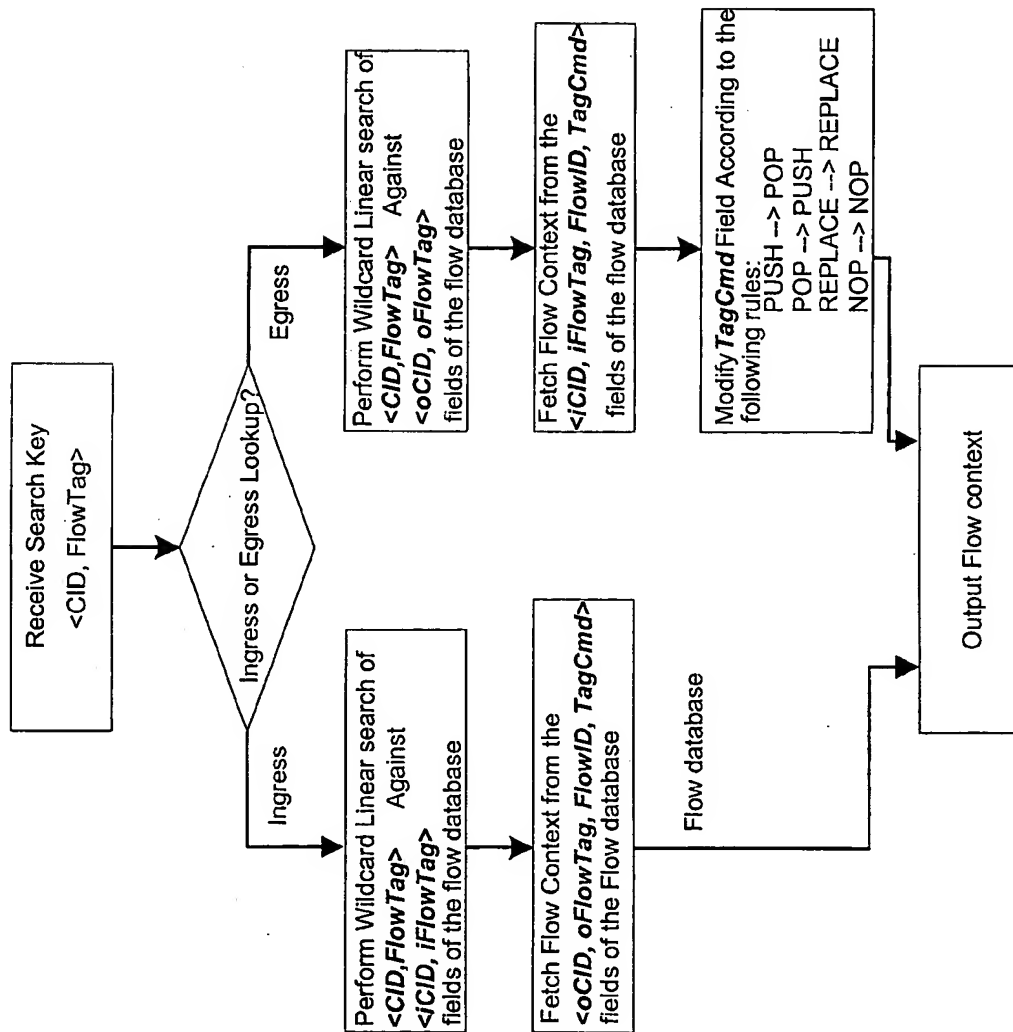 Receive Search Key
<CID, FlowTag>
Ingress or Egress Lookup?
Ingress
Egress
Perform Wildcard Linear search of
<CID,FlowTag> Against
<iCID, iFlowTag>
fields of the flow database
Fetch Flow Context from the
<oCID, oFlowTag, FlowID, TagCmd>
fields of the Flow database
Flow database
Perform Wildcard Linear search of
<CID,FlowTag> Against
<oCID, oFlowTag>
fields of the flow database
Fetch Flow Context from the
<iCID, iFlowTag, FlowID, TagCmd>
fields of the flow database
Modify TagCmd Field According to the
following rules:
PUSH --> POP
POP --> PUSH
REPLACE --> REPLACE
NOP --> NOP
Output Flow context